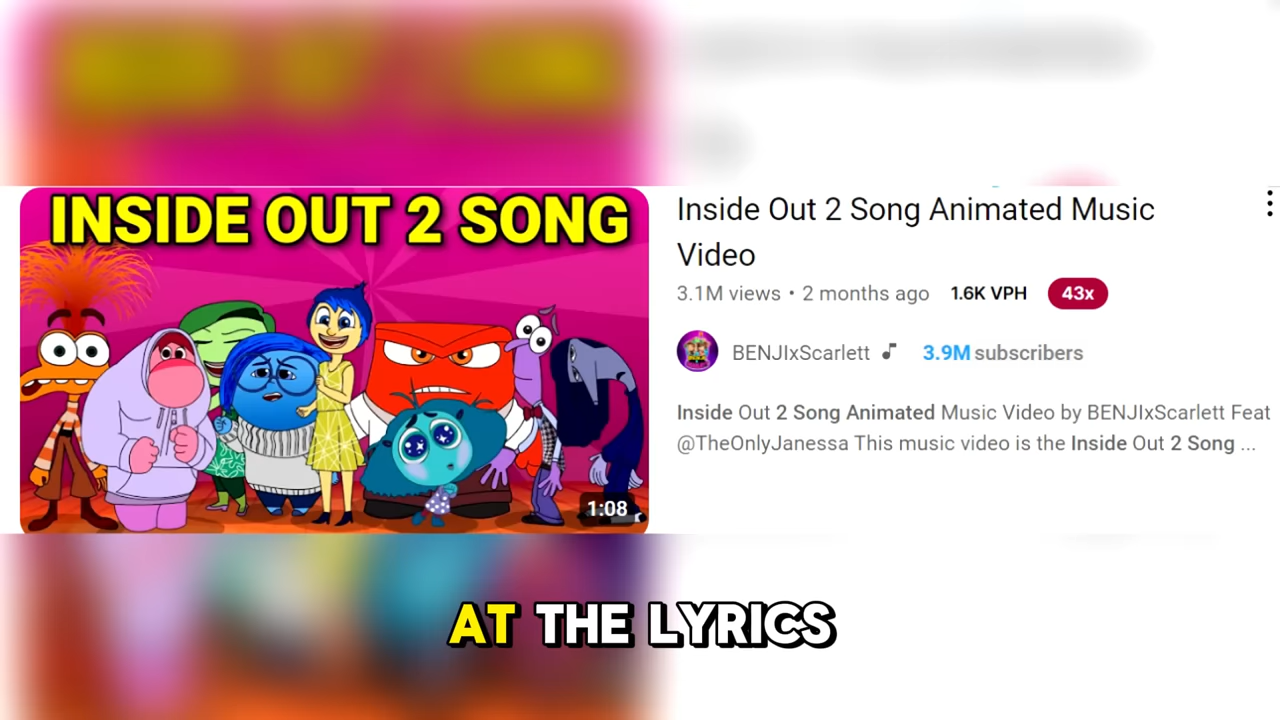 INSIDE OUT 2 SONG
1:08
Inside Out 2 Song Animated Music
Video
3.1M views • 2 months ago 1.6K VPH 43x
BENJIxScarlett 3.9M subscribers
Inside Out 2 Song Animated Music Video by BENJIxScarlett Feat
@TheOnlyJanessa This music video is the Inside Out 2 Song ...
AT THE LYRICS